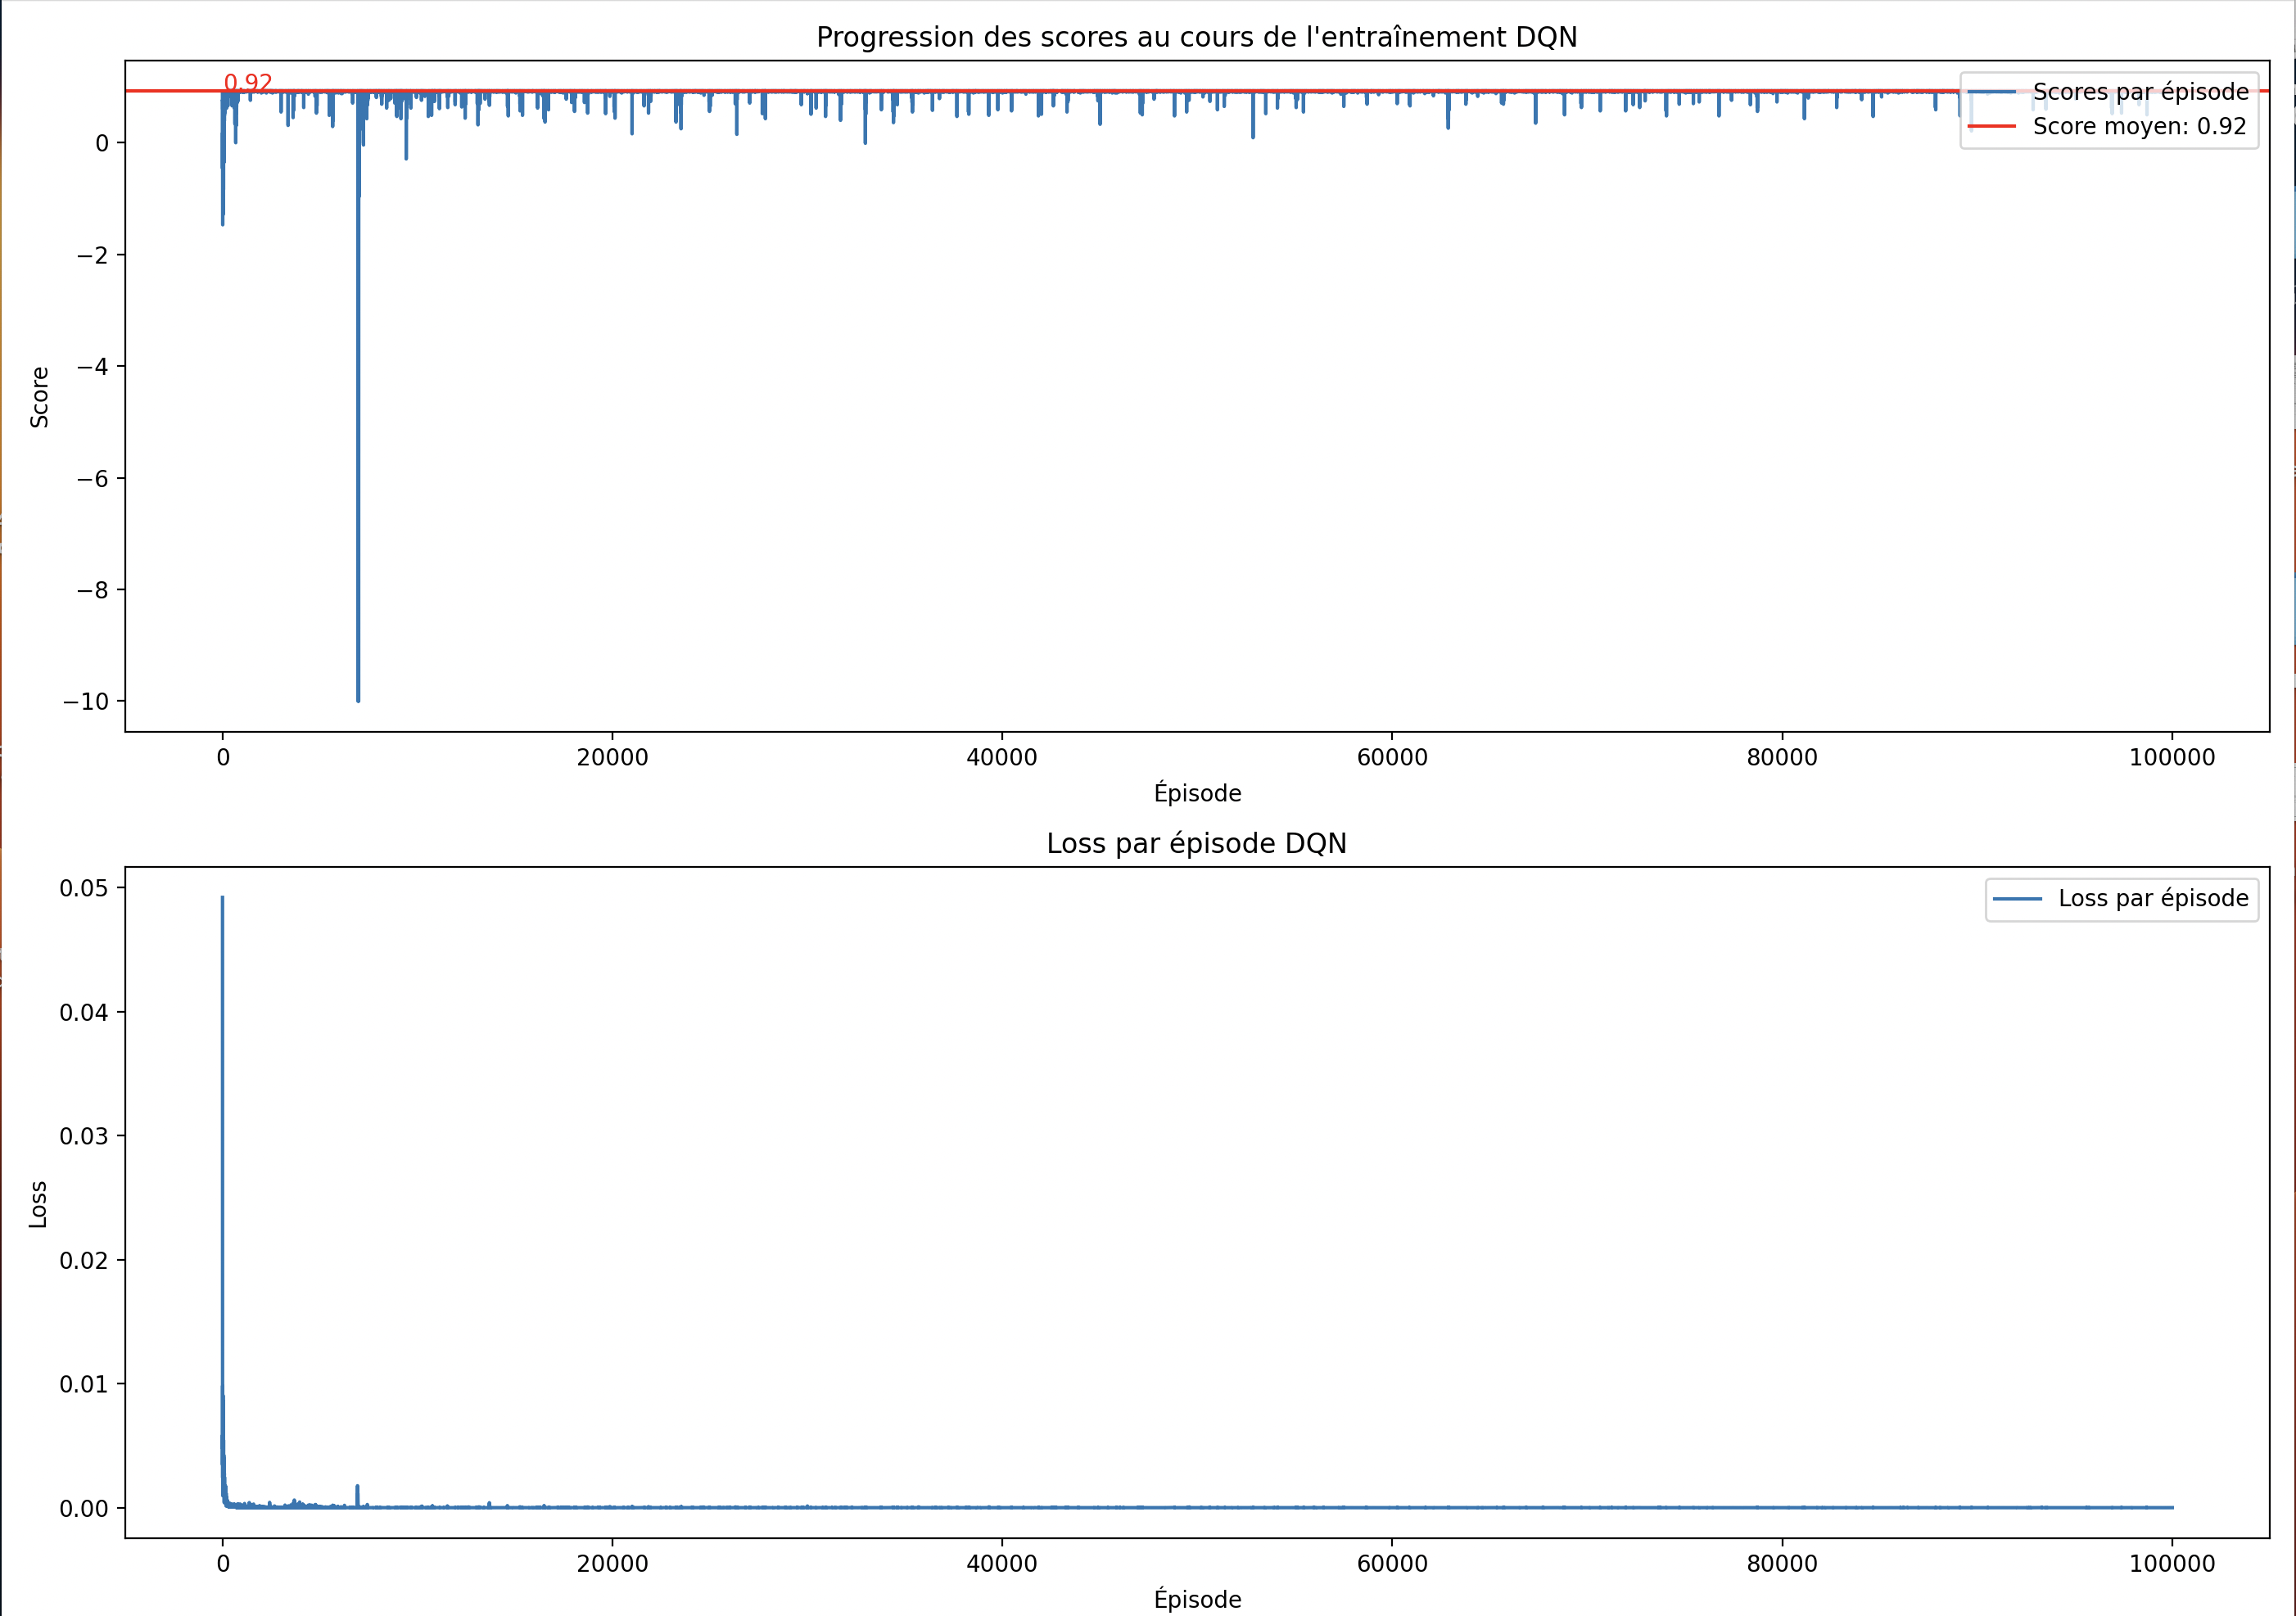 Progression des scores au cours de l'entraînement DQN
0.92
Scores par épisode
Score moyen: 0.92
0
−2
−4
−6
−8
−10
Score
0 20000 40000 60000 80000 100000
Épisode
Loss par épisode DQN
Loss par épisode
0.05
0.04
0.03
0.02
0.01
0.00
Loss
0 20000 40000 60000 80000 100000
Épisode